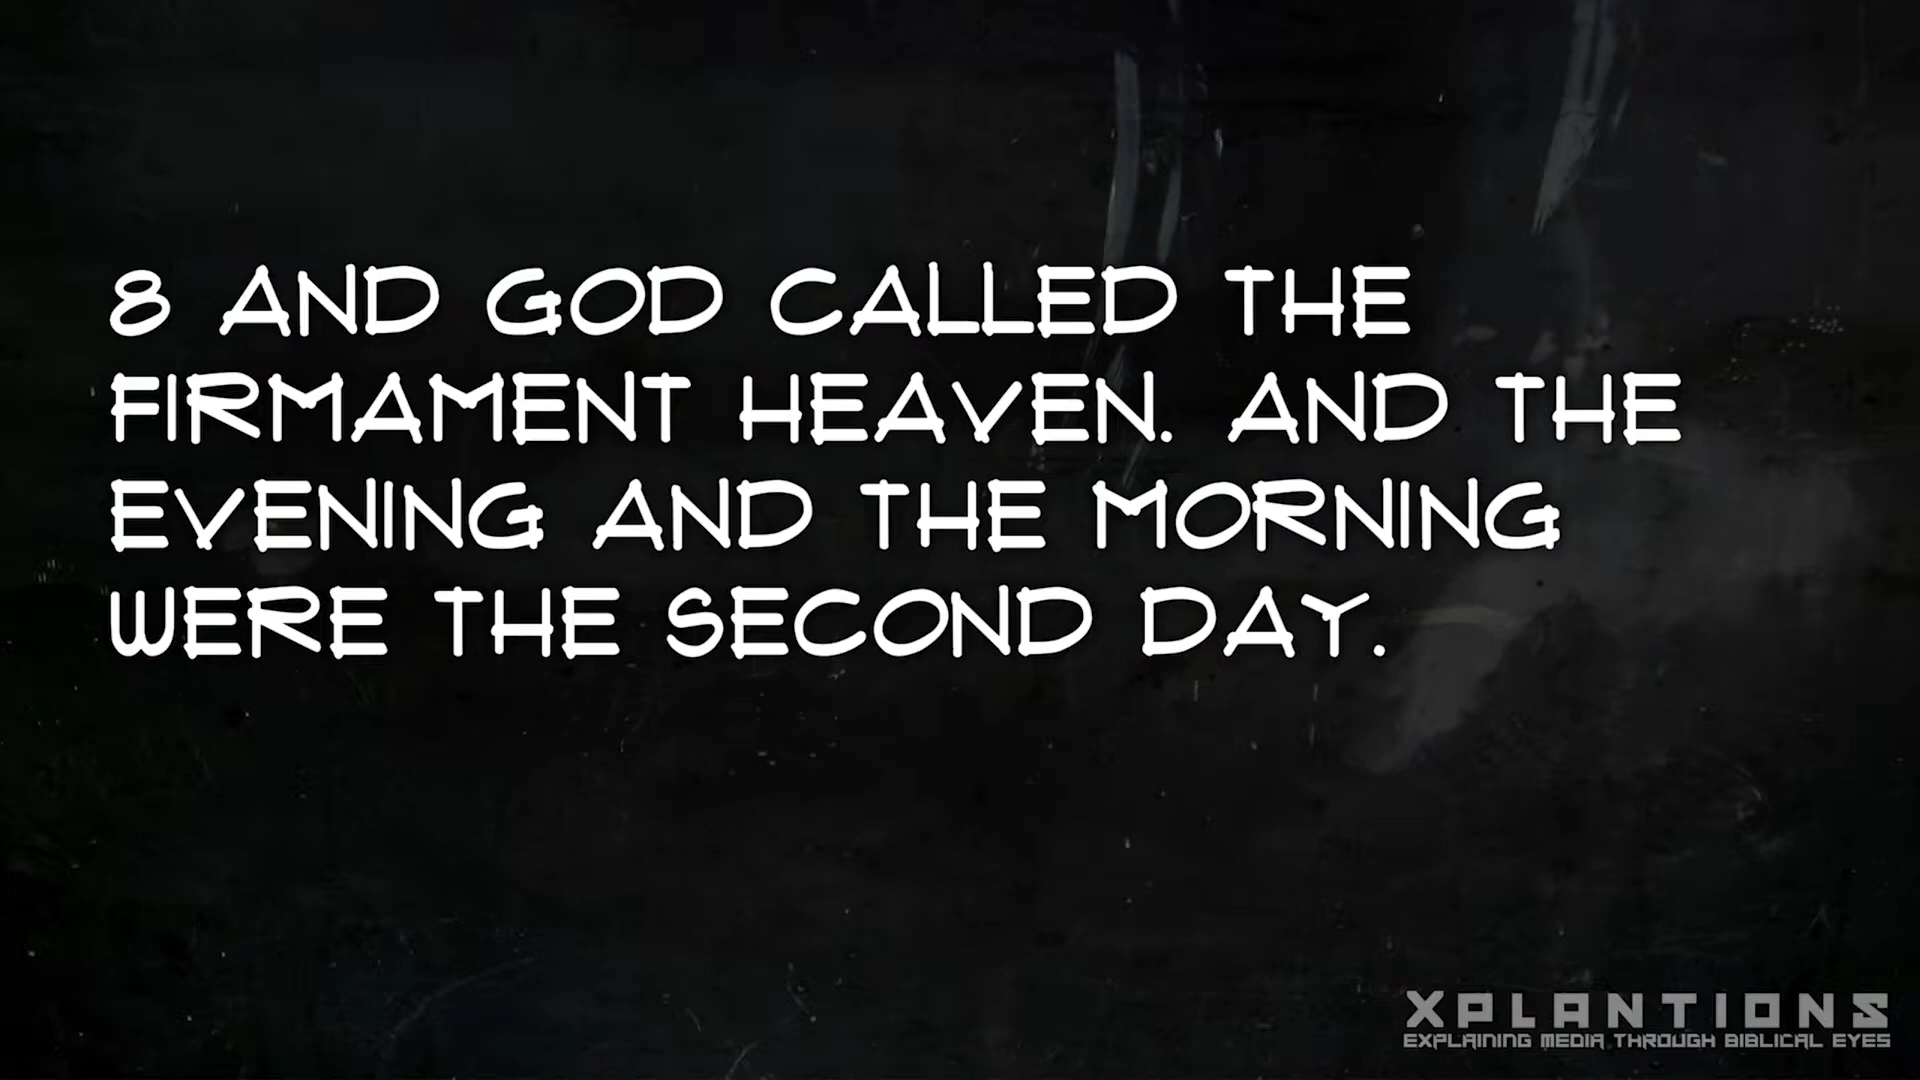 8 AND GOD CALLED THE
FIRMAMENT HEAVEN. AND THE
EVENING AND THE MORNING
WERE THE SECOND DAY.
XPLANTIONS
EXPLAINING MEDIA THROUGH BIBLICAL EYES